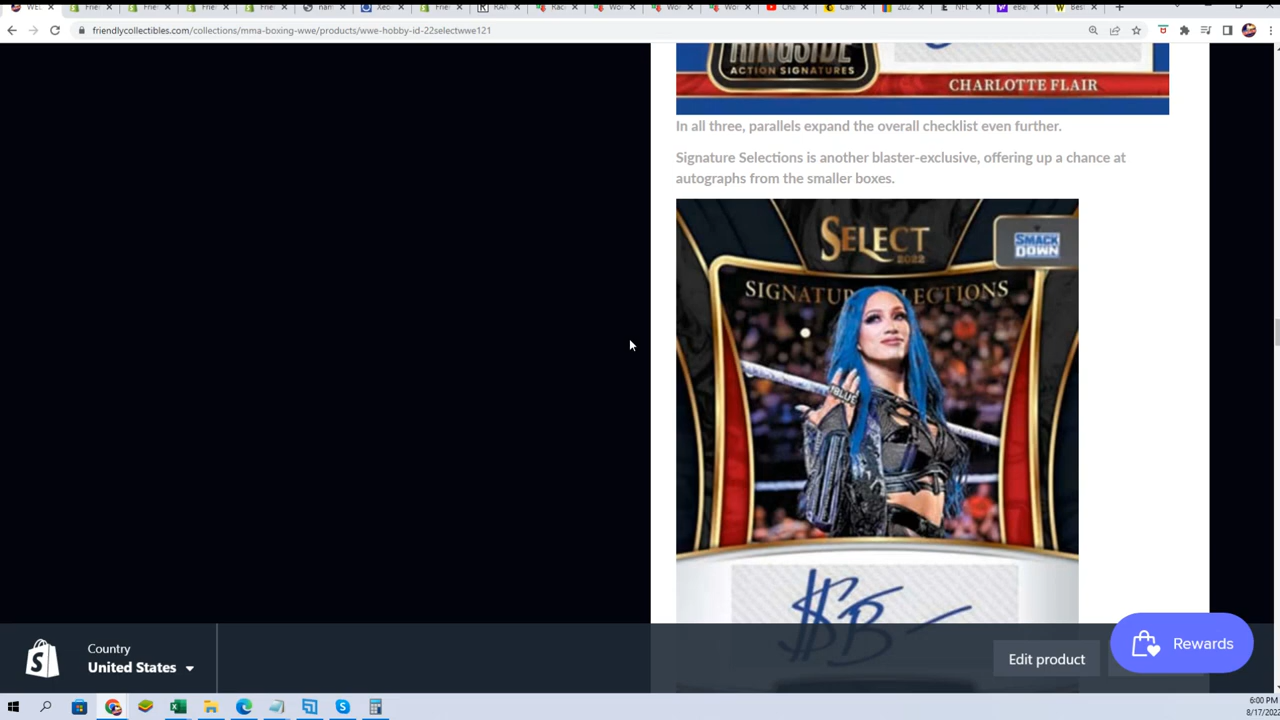 friendlycollectibles.com/collections/mma-boxing-wwe/products/wwe-hobby-id-22selectwwe121
RINGSIDE
ACTION SIGNATURES
CHARLOTTE FLAIR
In all three, parallels expand the overall checklist even further.
Signature Selections is another blaster-exclusive, offering up a chance at
autographs from the smaller boxes.
SELECT
2022
SMACK
DOWN
SIGNATUR ECTIONS
BLUE
$B
Country
United States
Edit product
Rewards
6:00 PM
8/17/2022